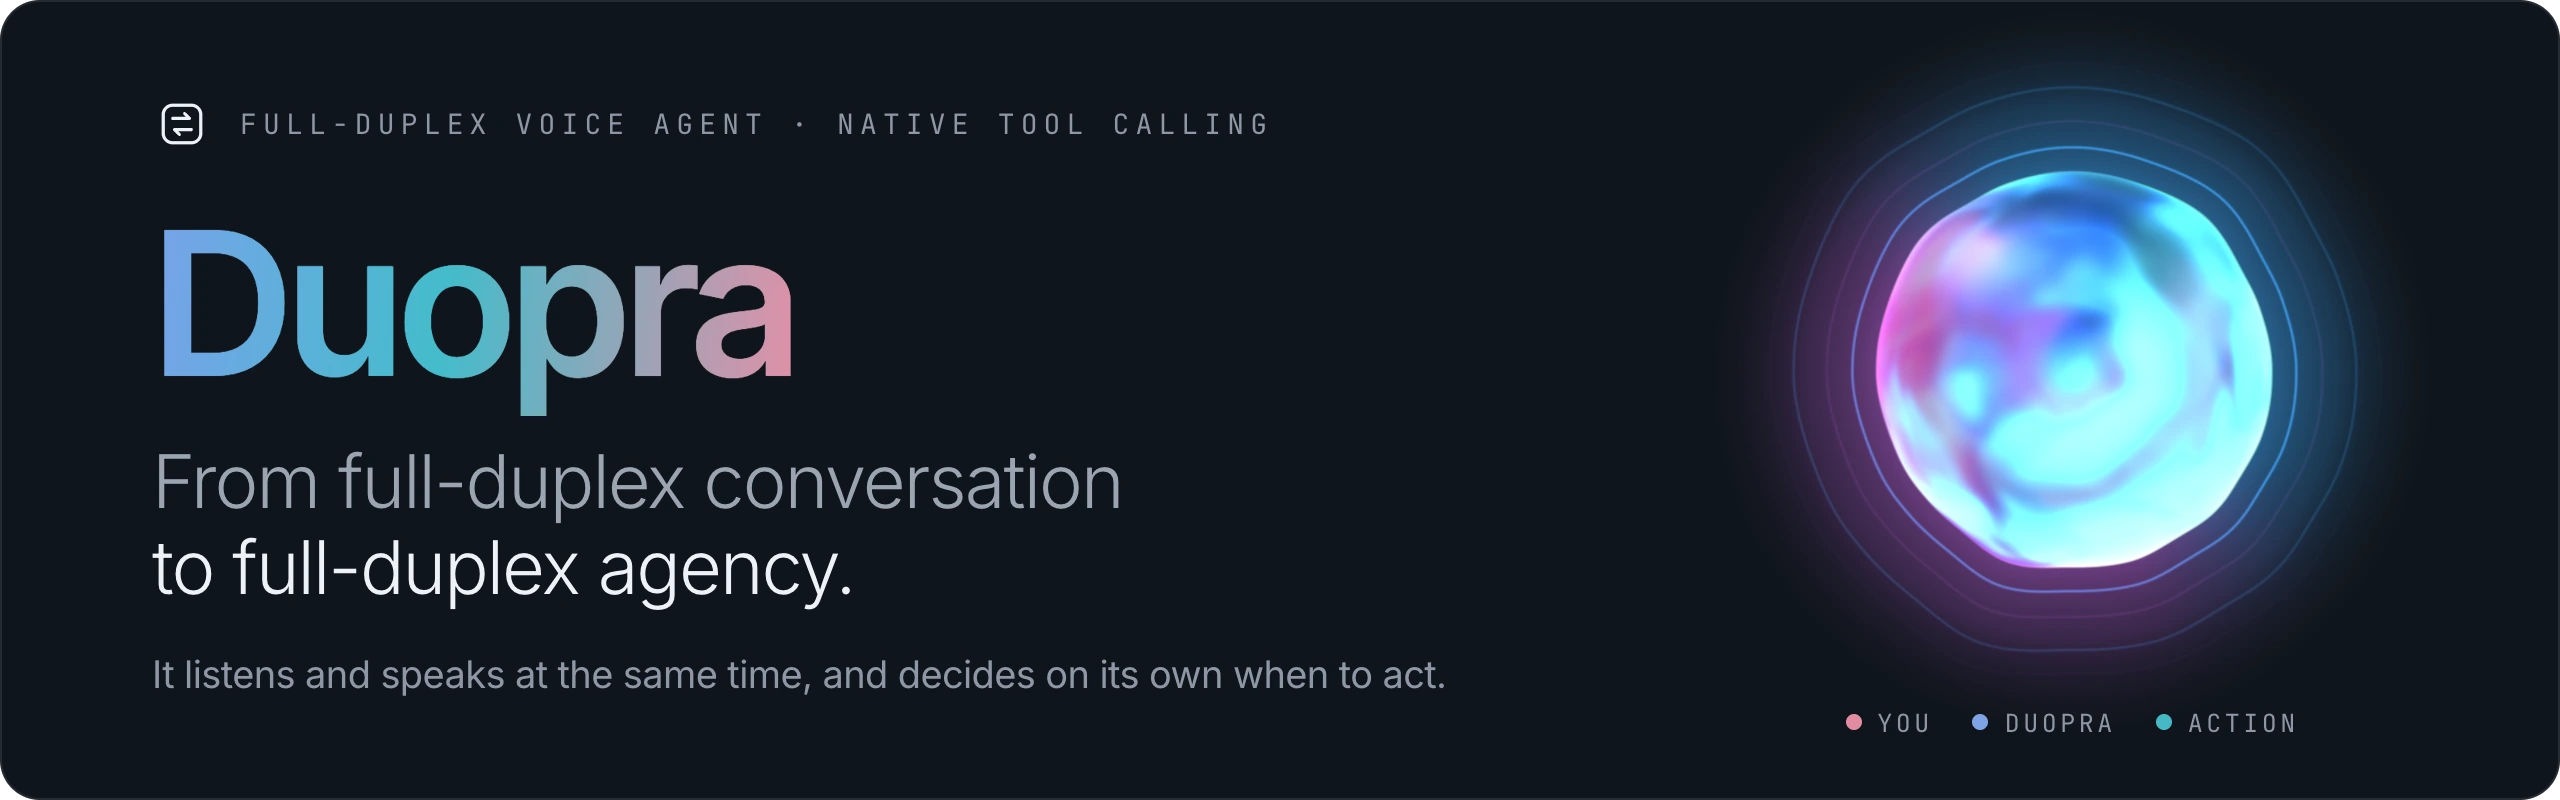 FULL-DUPLEX VOICE AGENT · NATIVE TOOL CALLING
Duopra
From full-duplex conversation
to full-duplex agency.
It listens and speaks at the same time, and decides on its own when to act.
YOU DUOPRA ACTION